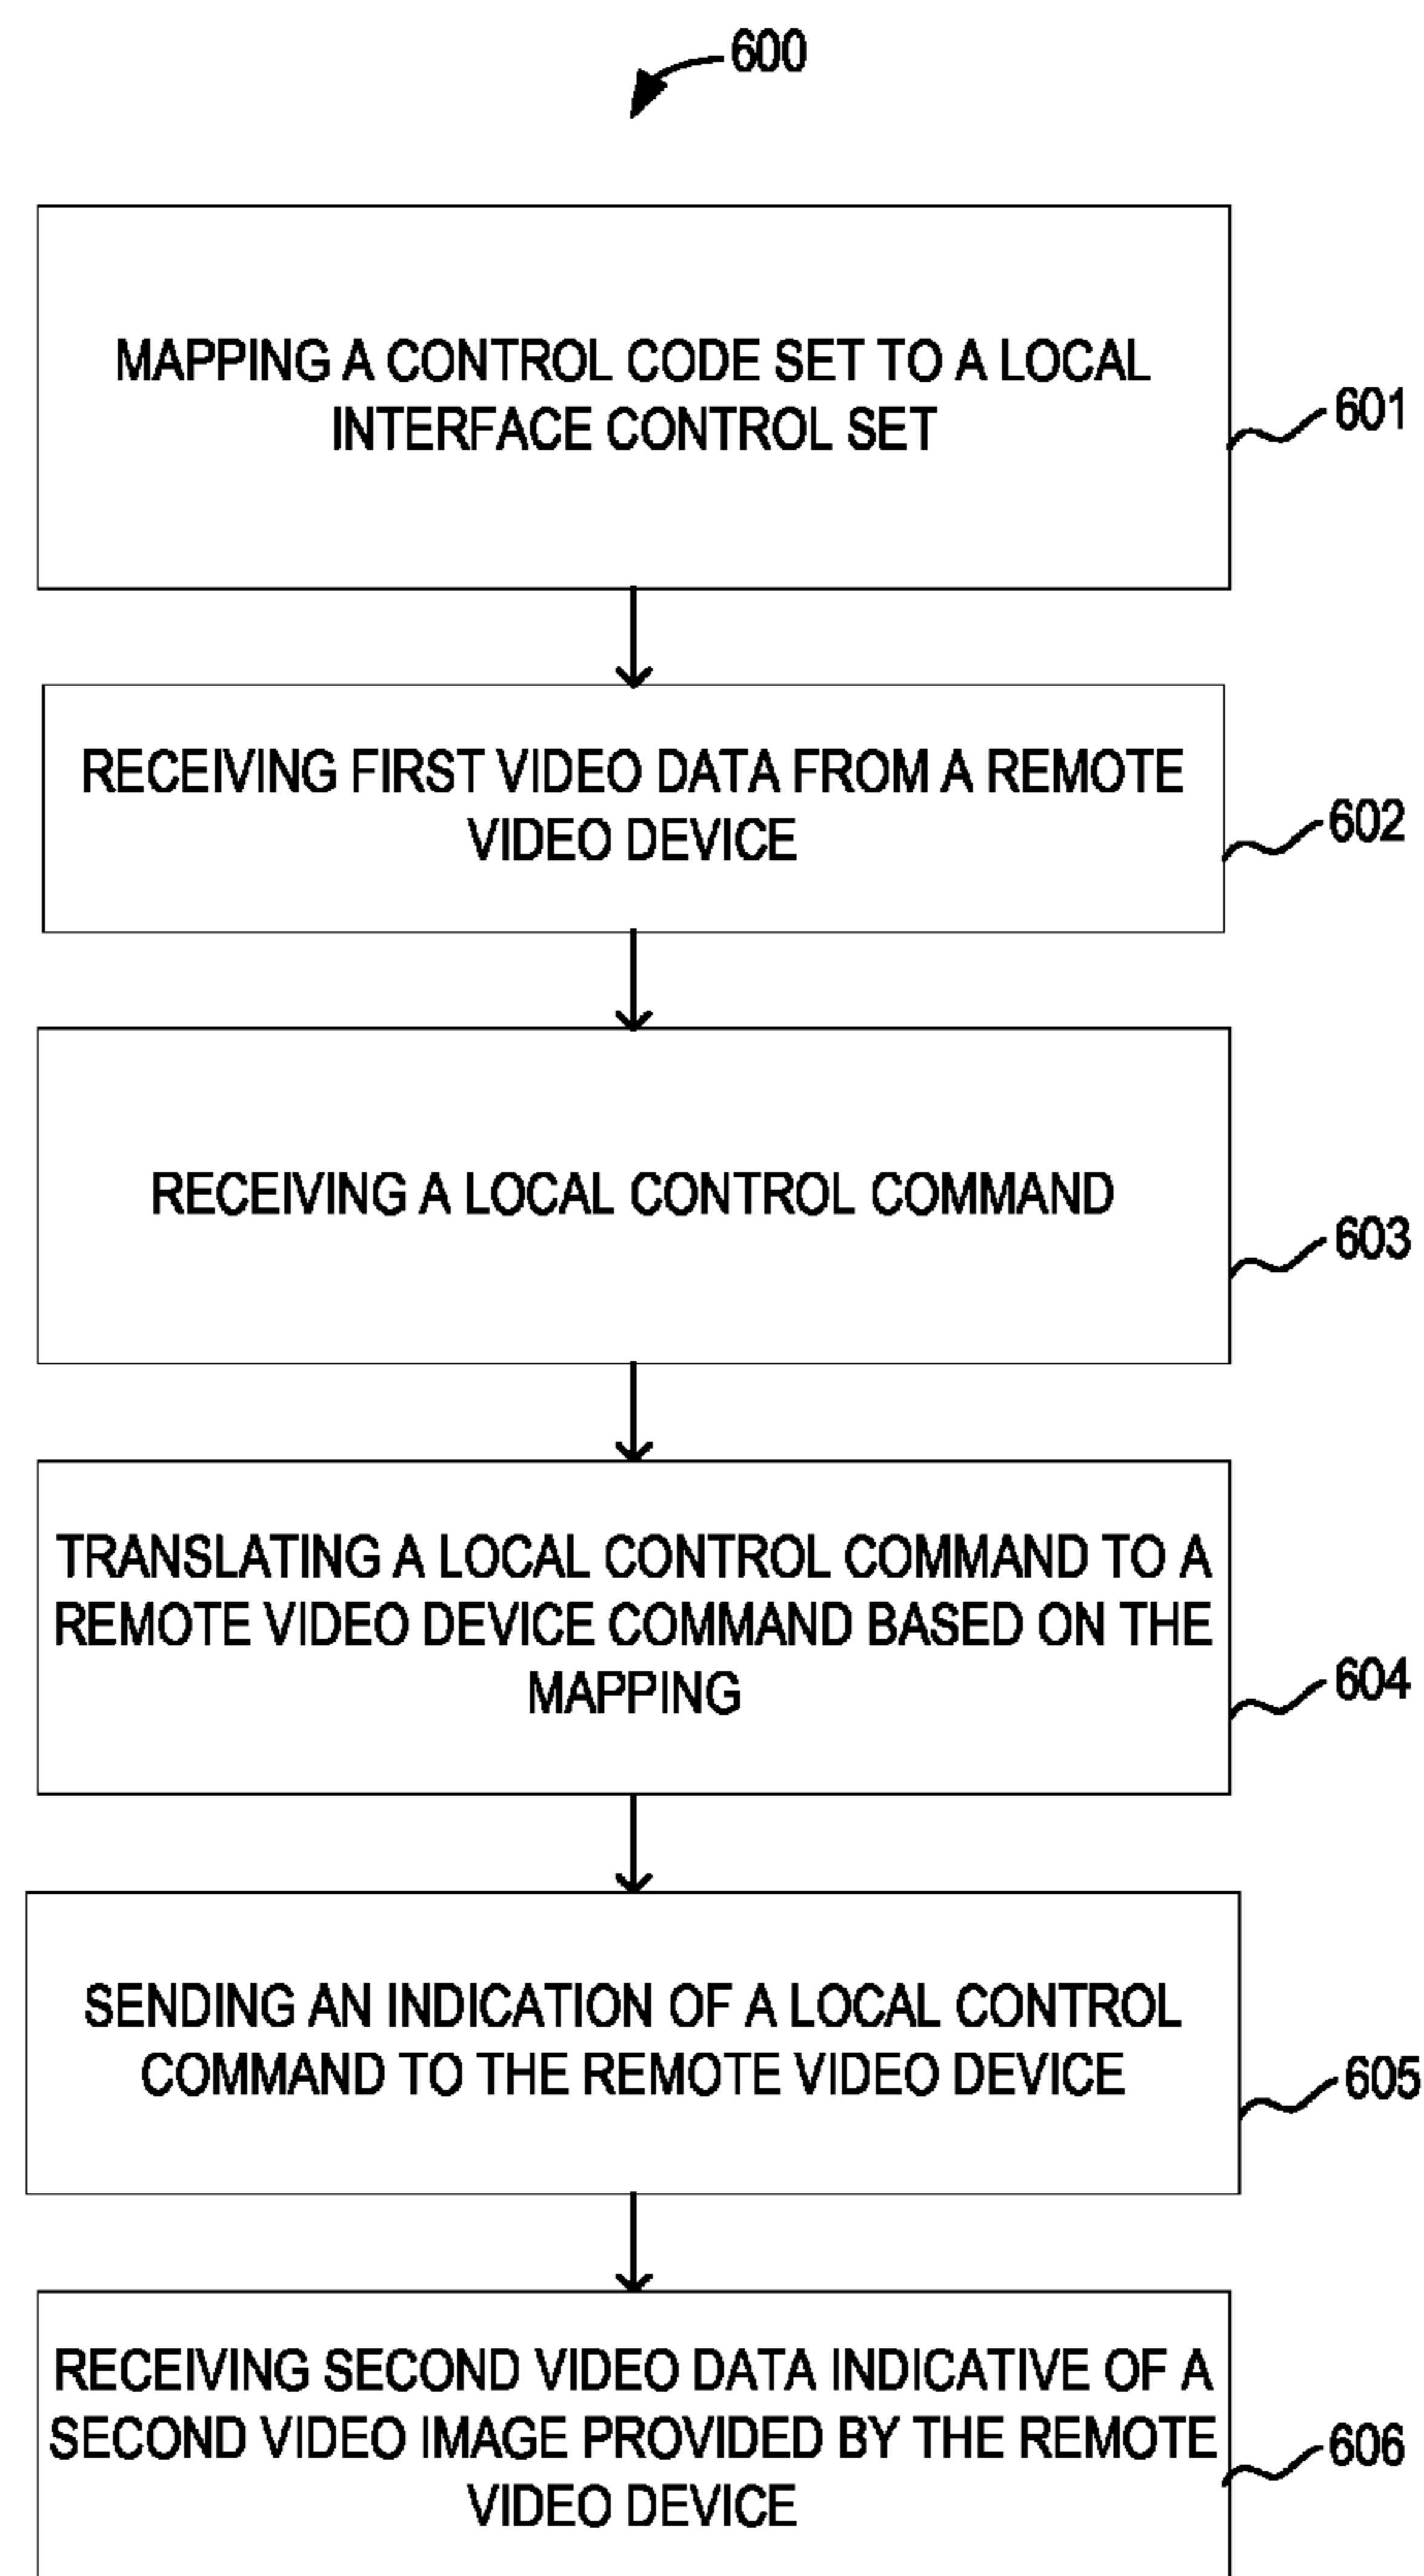 600
MAPPING A CONTROL CODE SET TO A LOCAL
INTERFACE CONTROL SET
601
RECEIVING FIRST VIDEO DATA FROM A REMOTE
VIDEO DEVICE
602
RECEIVING A LOCAL CONTROL COMMAND
603
TRANSLATING A LOCAL CONTROL COMMAND TO A
REMOTE VIDEO DEVICE COMMAND BASED ON THE
MAPPING
604
SENDING AN INDICATION OF A LOCAL CONTROL
COMMAND TO THE REMOTE VIDEO DEVICE
605
RECEIVING SECOND VIDEO DATA INDICATIVE OF A
SECOND VIDEO IMAGE PROVIDED BY THE REMOTE
VIDEO DEVICE
606